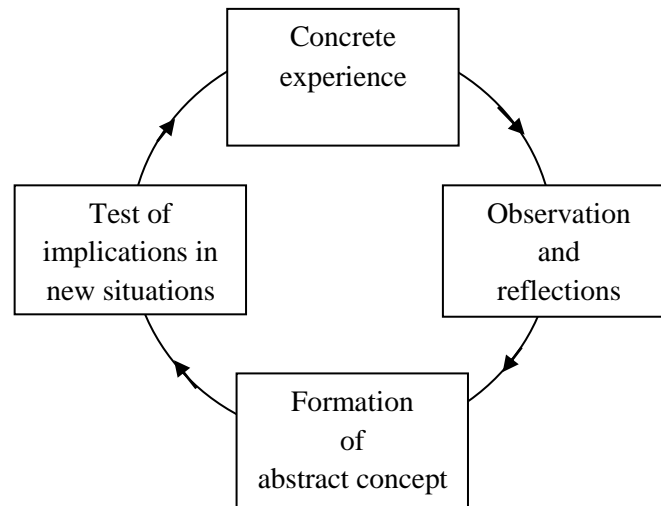 Concrete
experience
Observation
and
reflections
Formation
of
abstract concept
Test of
implications in
new situations